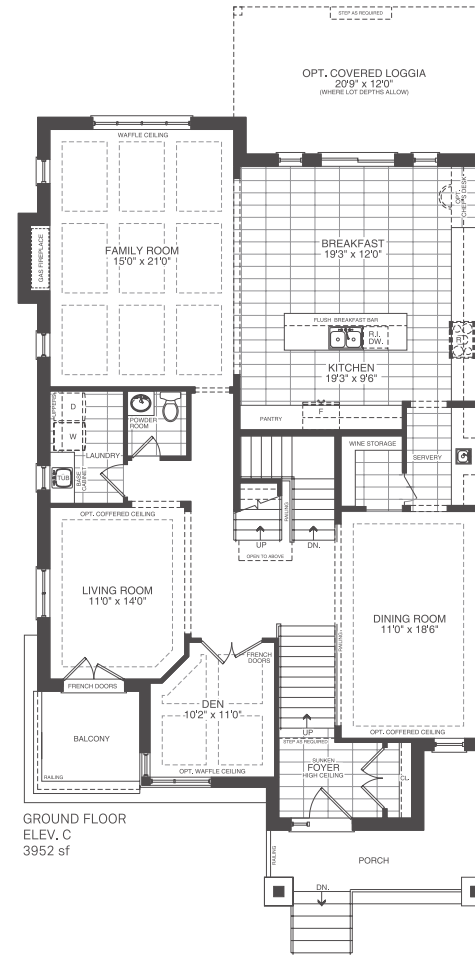 STEP AS REQUIRED
OPT. COVERED LOGGIA
20'9" x 12'0"
(WHERE LOT DEPTHS ALLOW)
WAFFLE CEILING
FAMILY ROOM
15'0" x 21'0"
GAS FIREPLACE
BREAKFAST
19'3" x 12'0"
OPT.
CHEF'S DESK
FLUSH BREAKFAST BAR
R.I.
DW.
KITCHEN
19'3" x 9'6"
PANTRY
F
UPPERS
D
W
POWDER
ROOM
LAUNDRY
TUB
BASE
CABINET
WINE STORAGE
SERVERY
OPT. COFFERED CEILING
RAILING
UP
DN.
OPEN TO ABOVE
LIVING ROOM
11'0" x 14'0"
DINING ROOM
11'0" x 18'6"
RAILING
FRENCH
DOORS
FRENCH DOORS
DEN
10'2" x 11'0"
UP
STEP AS REQUIRED
OPT. COFFERED CEILING
BALCONY
RAILING
OPT. WAFFLE CEILING
SUNKEN
FOYER
HIGH CEILING
CL.
GROUND FLOOR
ELEV. C
3952 sf
RAILING
PORCH
DN.